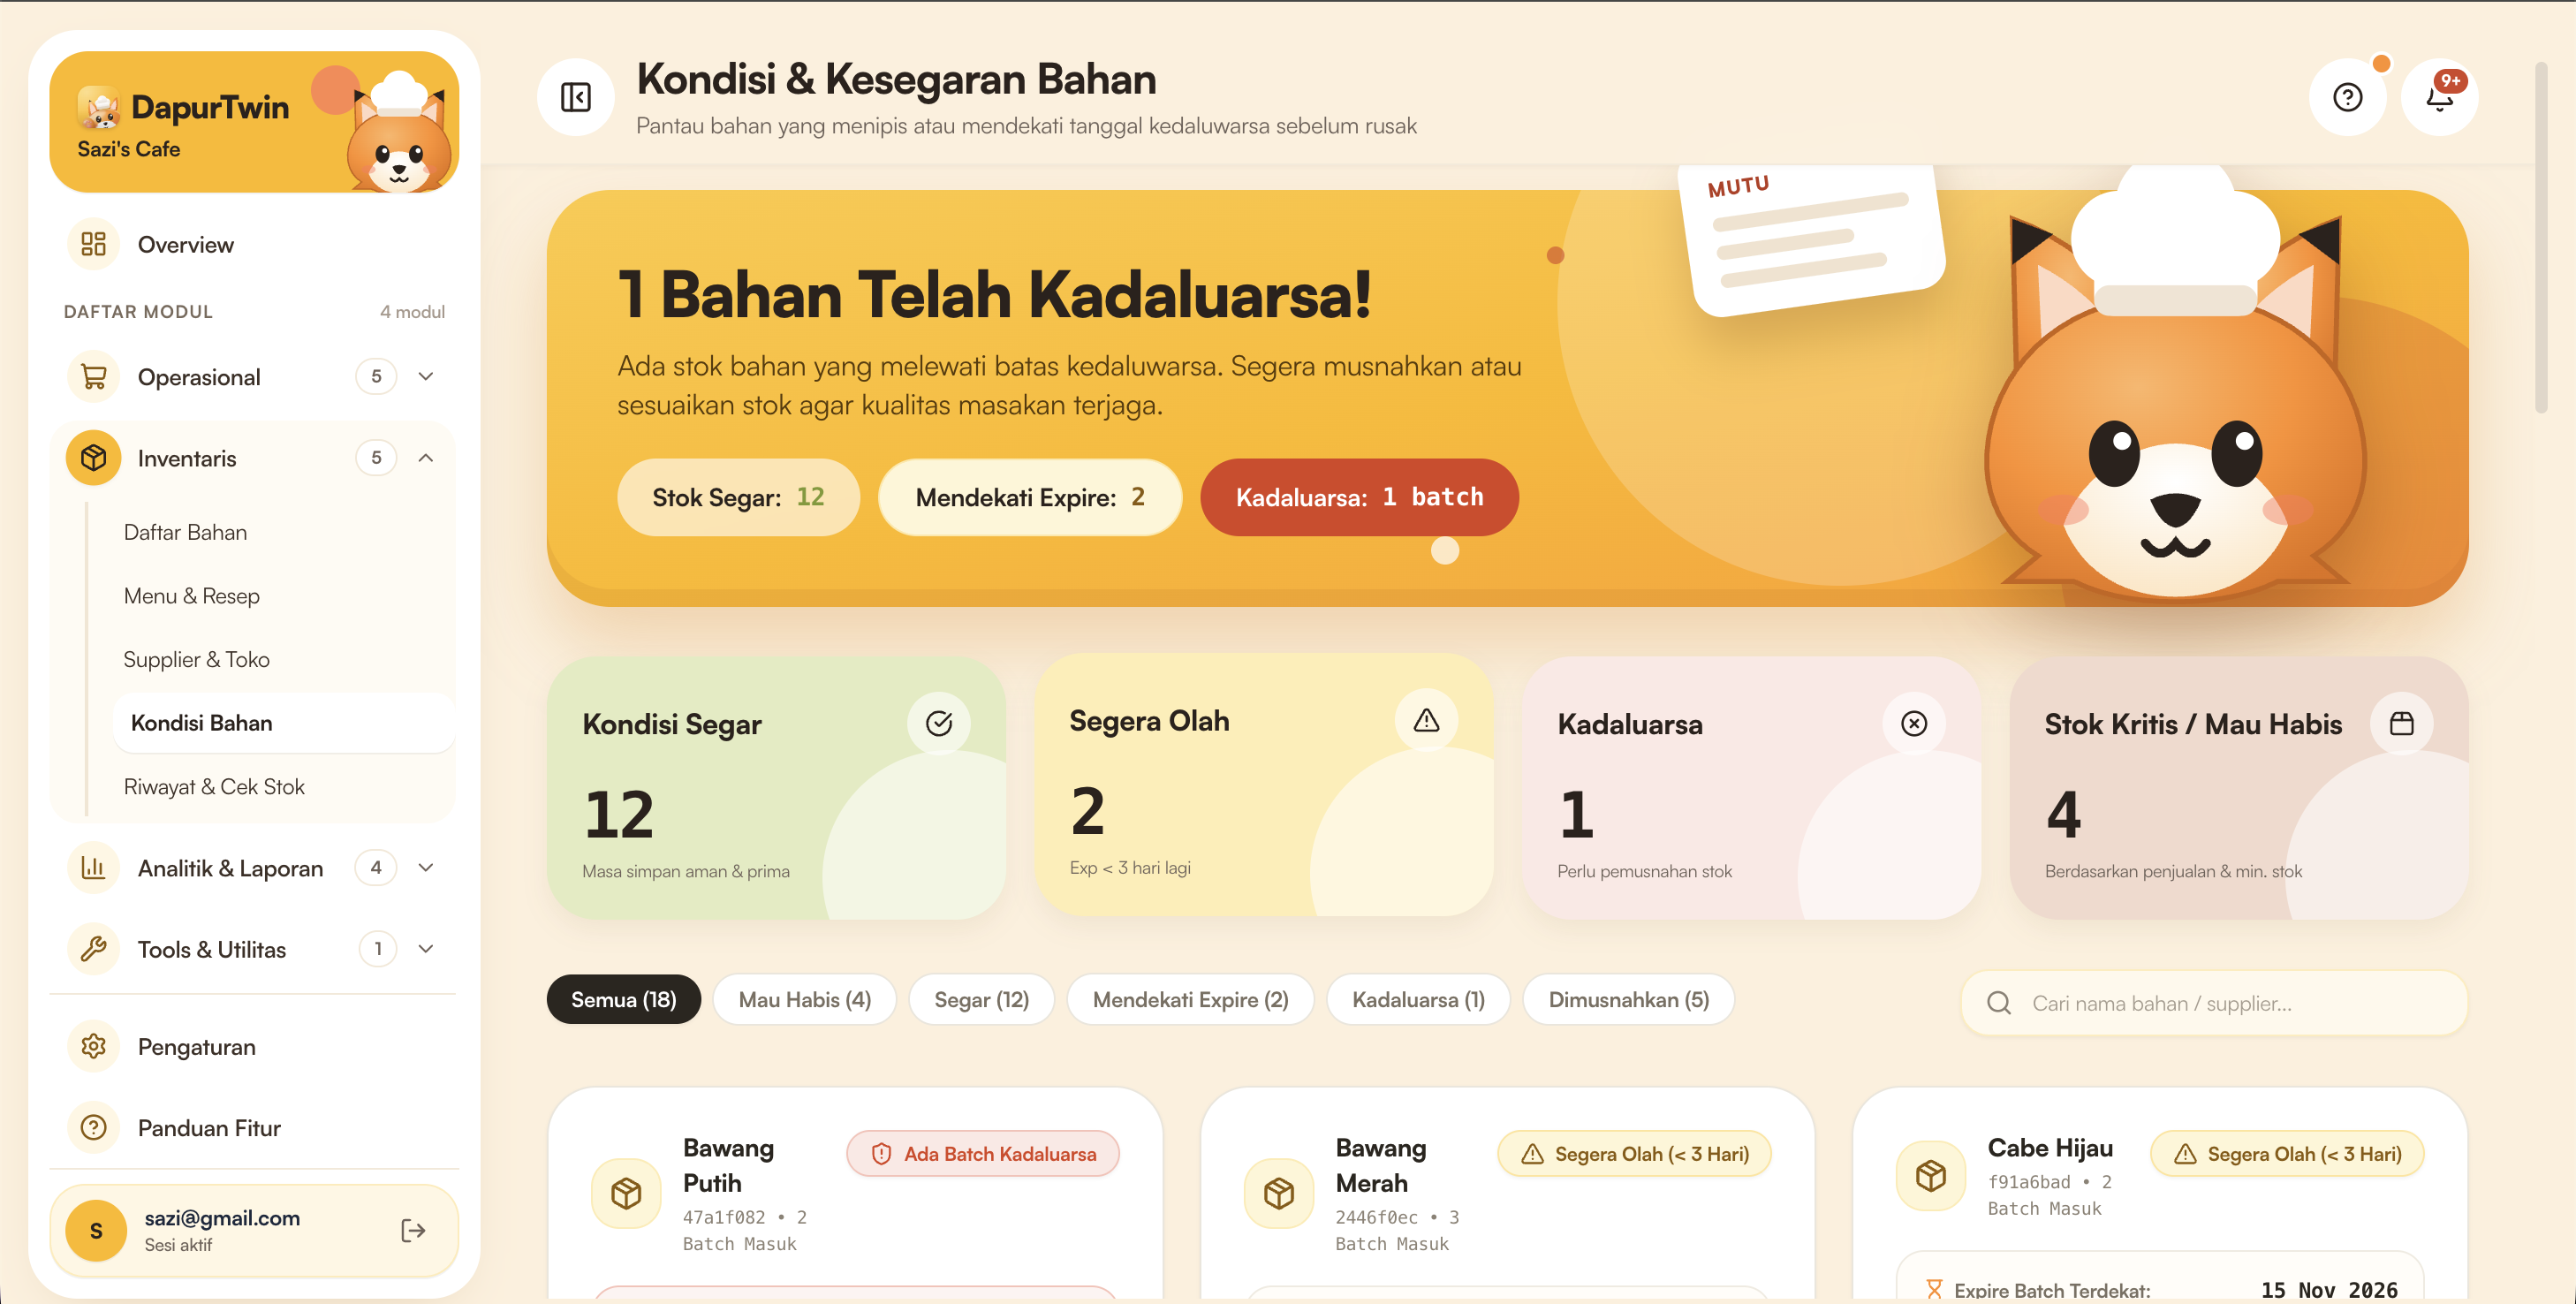 DapurTwin
Sazi's Cafe
Overview
DAFTAR MODUL 4 modul
Operasional 5
Inventaris 5
Daftar Bahan
Menu & Resep
Supplier & Toko
Kondisi Bahan
Riwayat & Cek Stok
Analitik & Laporan 4
Tools & Utilitas 1
Pengaturan
Panduan Fitur
S
sazi@gmail.com
Sesi aktif
Kondisi & Kesegaran Bahan
Pantau bahan yang menipis atau mendekati tanggal kedaluwarsa sebelum rusak
9+
MUTU
1 Bahan Telah Kadaluarsa!
Ada stok bahan yang melewati batas kedaluwarsa. Segera musnahkan atau
sesuaikan stok agar kualitas masakan terjaga.
Stok Segar: 12
Mendekati Expire: 2
Kadaluarsa: 1 batch
Kondisi Segar
12
Masa simpan aman & prima
Segera Olah
2
Exp < 3 hari lagi
Kadaluarsa
1
Perlu pemusnahan stok
Stok Kritis / Mau Habis
4
Berdasarkan penjualan & min. stok
Semua (18)
Mau Habis (4)
Segar (12)
Mendekati Expire (2)
Kadaluarsa (1)
Dimusnahkan (5)
Cari nama bahan / supplier...
Bawang
Putih
47a1f082 • 2
Batch Masuk
Ada Batch Kadaluarsa
Bawang
Merah
2446f0ec • 3
Batch Masuk
Segera Olah (< 3 Hari)
Cabe Hijau
f91a6bad • 2
Batch Masuk
Segera Olah (< 3 Hari)
Expire Batch Terdekat: 15 Nov 2026